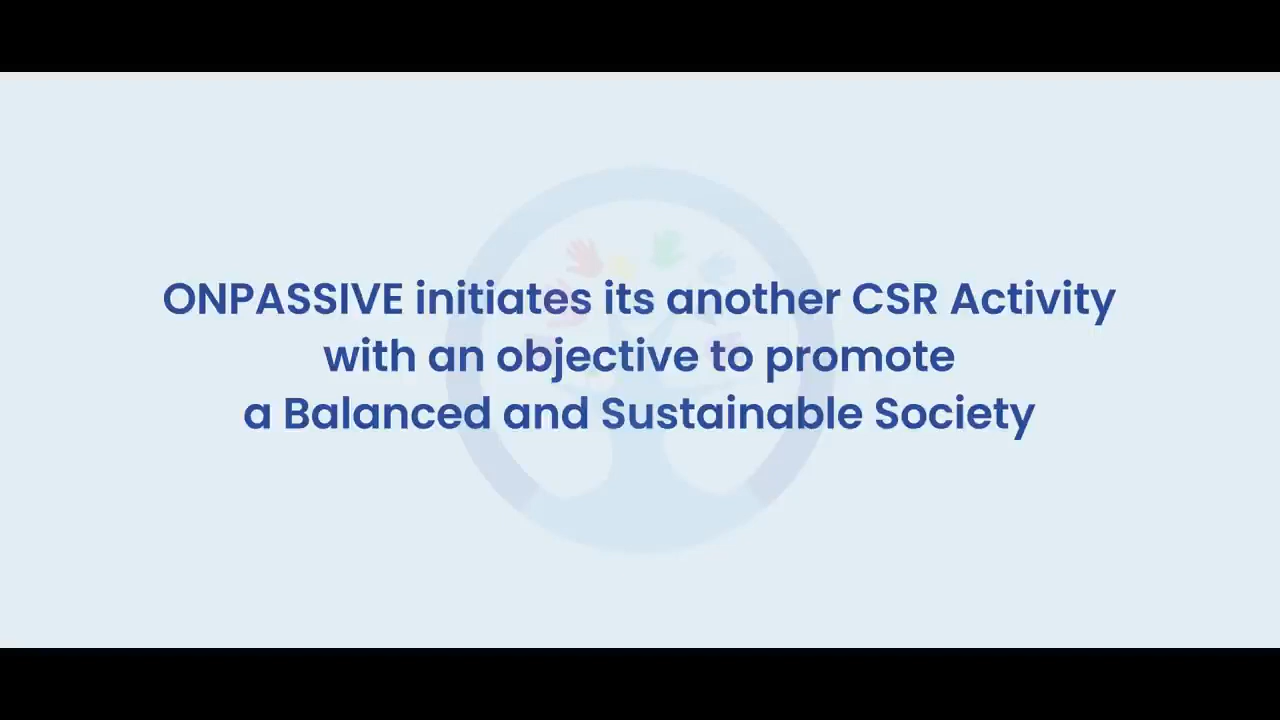 ONPASSIVE initiates its another CSR Activity
with an objective to promote
a Balanced and Sustainable Society